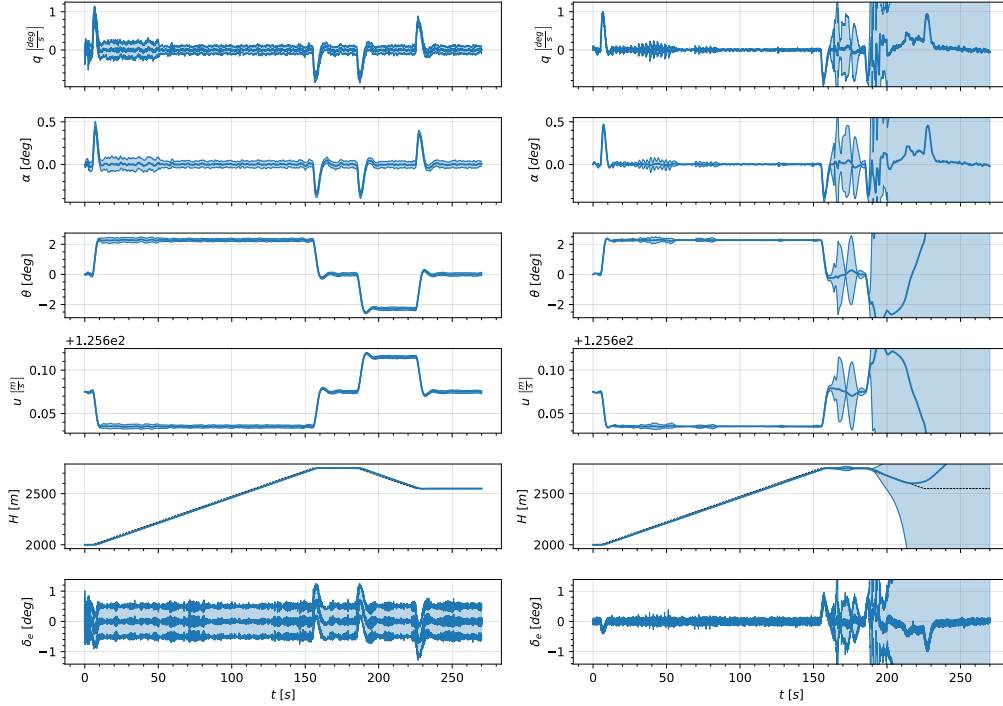 1
0
q [deg/s]
0.5
0.0
α [deg]
2
0
−2
θ [deg]
+1.256e2
0.10
0.05
u [m/s]
2500
2000
H [m]
1
0
−1
δe [deg]
0 50 100 150 200 250
t [s]
1
0
q [deg/s]
0.5
0.0
α [deg]
2
0
−2
θ [deg]
+1.256e2
0.10
0.05
u [m/s]
2500
2000
H [m]
1
0
−1
δe [deg]
0 50 100 150 200 250
t [s]